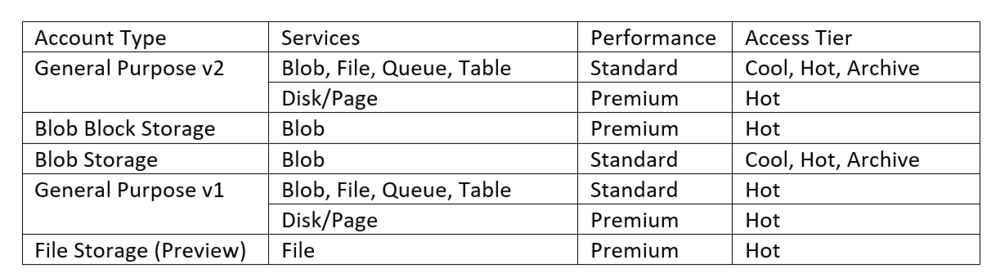 Account Type Services Performance Access Tier
General Purpose v2 Blob, File, Queue, Table Standard Cool, Hot, Archive
Disk/Page Premium Hot
Blob Block Storage Blob Premium Hot
Blob Storage Blob Standard Cool, Hot, Archive
General Purpose v1 Blob, File, Queue, Table Standard Hot
Disk/Page Premium Hot
File Storage (Preview) File Premium Hot